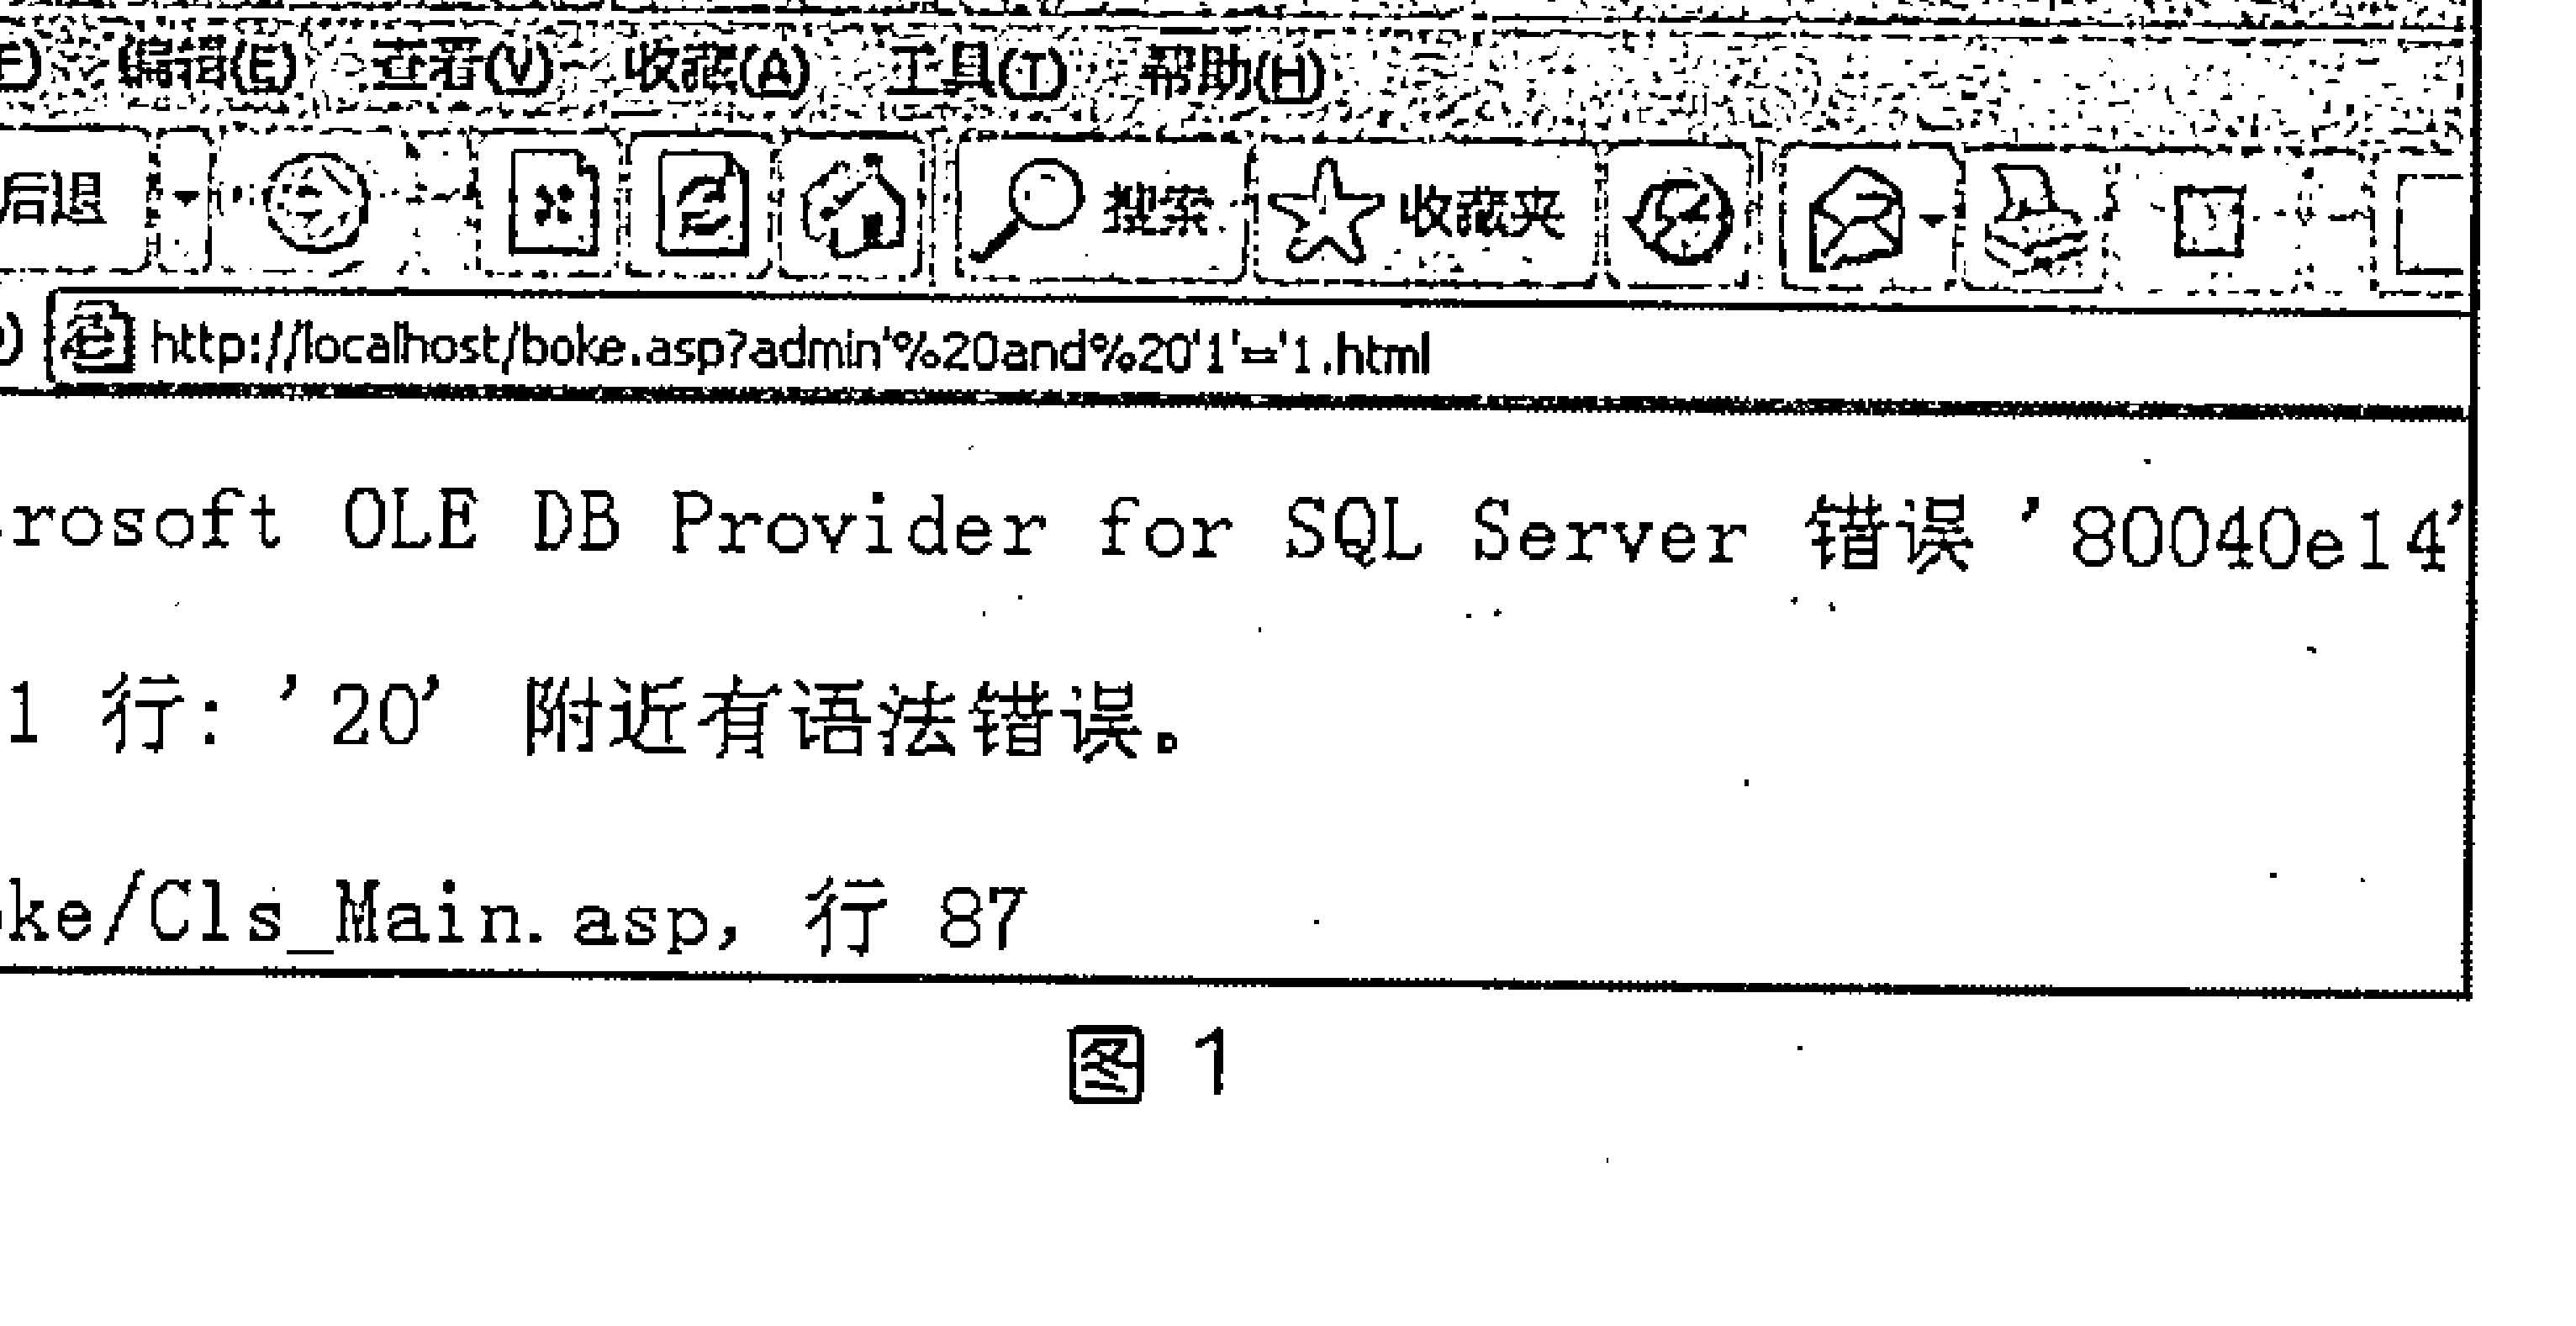 编辑(E) 查看(V) 收藏(A) 工具(T) 帮助(H)
后退 搜索 收藏夹
http://localhost/boke.asp?admin'%20and%20'1'='1.html
rosoft OLE DB Provider for SQL Server 错误 '80040e14'
1 行: '20' 附近有语法错误。
ke/Cls_Main.asp, 行 87
图 1